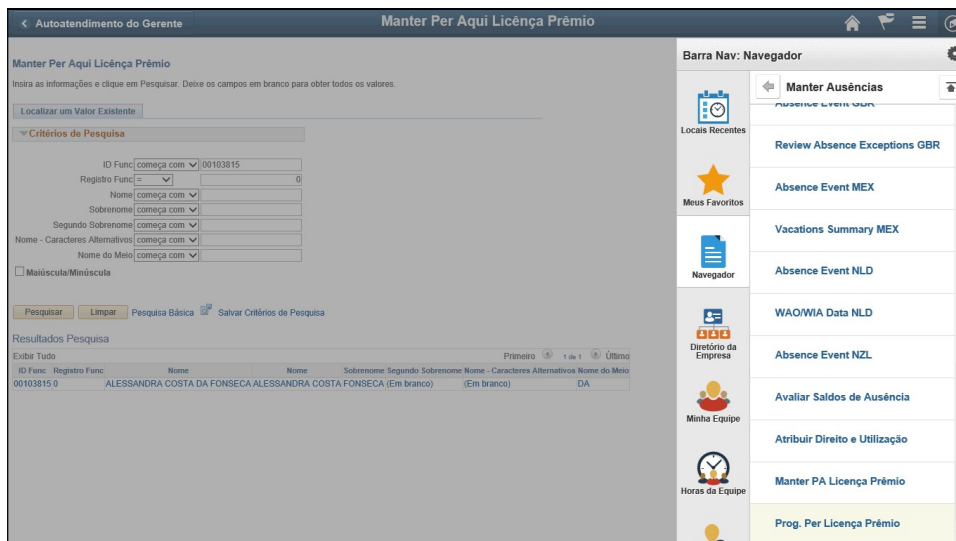 Autoatendimento do Gerente
Manter Per Aqui Licênça Prêmio
Manter Per Aqui Licênça Prêmio
Insira as informações e clique em Pesquisar. Deixe os campos em branco para obter todos os valores.
Localizar um Valor Existente
Critérios de Pesquisa
ID Func começa com 00103815
Registro Func = 0
Nome começa com
Sobrenome começa com
Segundo Sobrenome começa com
Nome - Caracteres Alternativos começa com
Nome do Meio começa com
Maiúscula/Minúscula
Pesquisar Limpar Pesquisa Básica Salvar Critérios de Pesquisa
Resultados Pesquisa
Exibir Tudo Primeiro 1 de 1 Último
ID Func Registro Func Nome Nome Sobrenome Segundo Sobrenome Nome - Caracteres Alternativos Nome do Meio
00103815 0 ALESSANDRA COSTA DA FONSECA ALESSANDRA COSTA FONSECA (Em branco) (Em branco) DA
Barra Nav: Navegador
Locais Recentes
Meus Favoritos
Navegador
Diretório da
Empresa
Minha Equipe
Horas da Equipe
Manter Ausências
Absence Event GBR
Review Absence Exceptions GBR
Absence Event MEX
Vacations Summary MEX
Absence Event NLD
WAO/WIA Data NLD
Absence Event NZL
Avaliar Saldos de Ausência
Atribuir Direito e Utilização
Manter PA Licença Prêmio
Prog. Per Licença Prêmio